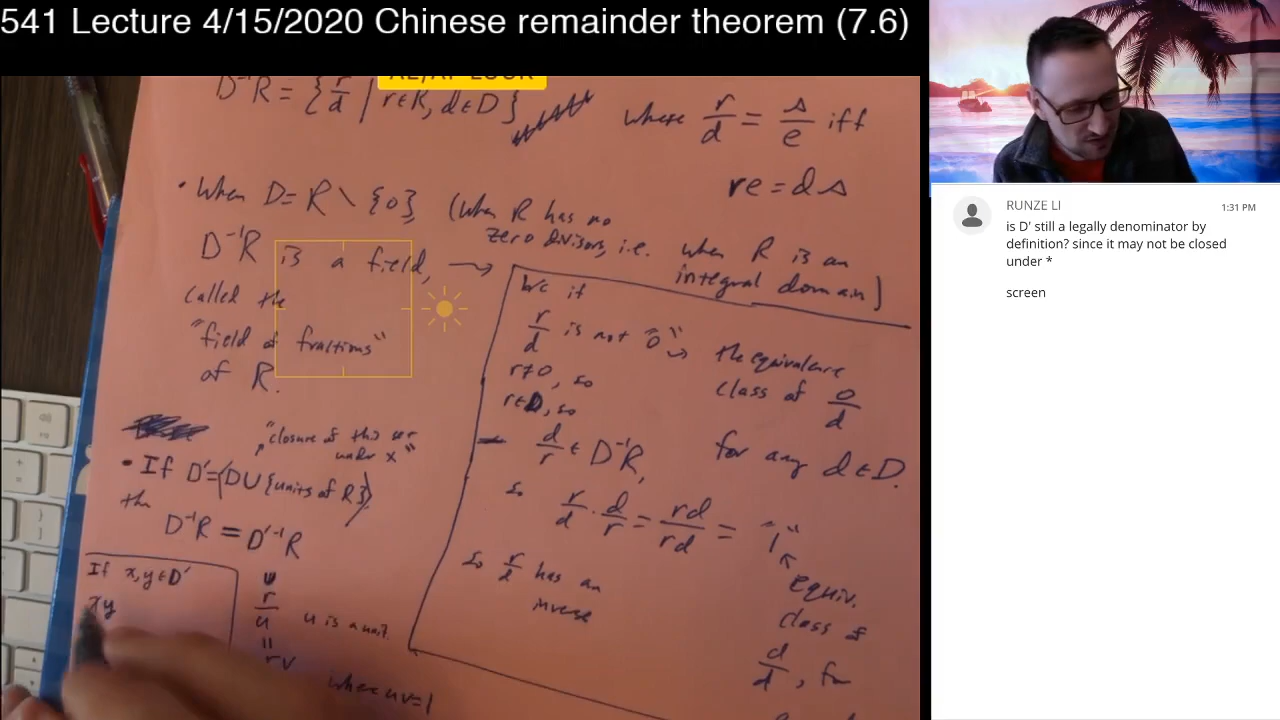 541 Lecture 4/15/2020 Chinese remainder theorem (7.6)
D⁻¹R = { r/d | r∈R, d∈D }
where r/d = s/e iff
re = ds
• When D = R \ {0} (when R has no
zero divisors, i.e. when R is an
integral domain)
D⁻¹R is a field, →
called the
"field of fractions"
of R.
"closure of this set
under ×"
• If D' = (D∪{units of R})
then
D⁻¹R = D'⁻¹R
If x,y∈D'
xy
r/u u is a unit.
"
rv
when uv=1
b/c if
r/d is not "0" → the equivalence
class of 0/d
for any d∈D.
r≠0, so
r∈D, so
d/r ∈ D⁻¹R,
so r/d · d/r = rd/rd = "1"
equiv.
class of
d/d, for
so r/d has an
inverse
RUNZE LI 1:31 PM
is D' still a legally denominator by
definition? since it may not be closed
under *
screen